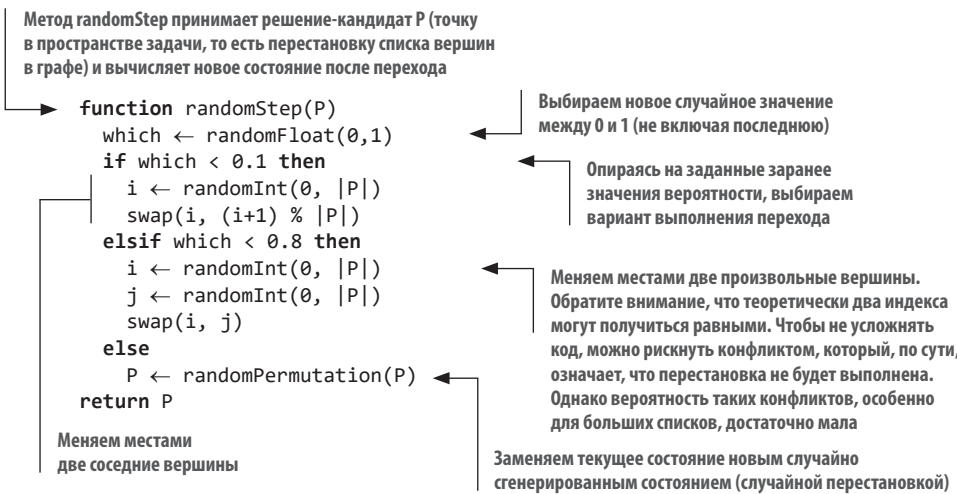 Метод randomStep принимает решение-кандидат P (точку
в пространстве задачи, то есть перестановку списка вершин
в графе) и вычисляет новое состояние после перехода
function randomStep(P)
which ← randomFloat(0,1)
Выбираем новое случайное значение
между 0 и 1 (не включая последнюю)
if which < 0.1 then
i ← randomInt(0, |P|)
swap(i, (i+1) % |P|)
Опираясь на заданные заранее
значения вероятности, выбираем
вариант выполнения перехода
elsif which < 0.8 then
i ← randomInt(0, |P|)
j ← randomInt(0, |P|)
swap(i, j)
Меняем местами две произвольные вершины.
Обратите внимание, что теоретически два индекса
могут получиться равными. Чтобы не усложнять
код, можно рискнуть конфликтом, который, по сути,
означает, что перестановка не будет выполнена.
Однако вероятность таких конфликтов, особенно
для больших списков, достаточно мала
else
P ← randomPermutation(P)
return P
Меняем местами
две соседние вершины
Заменяем текущее состояние новым случайно
сгенерированным состоянием (случайной перестановкой)